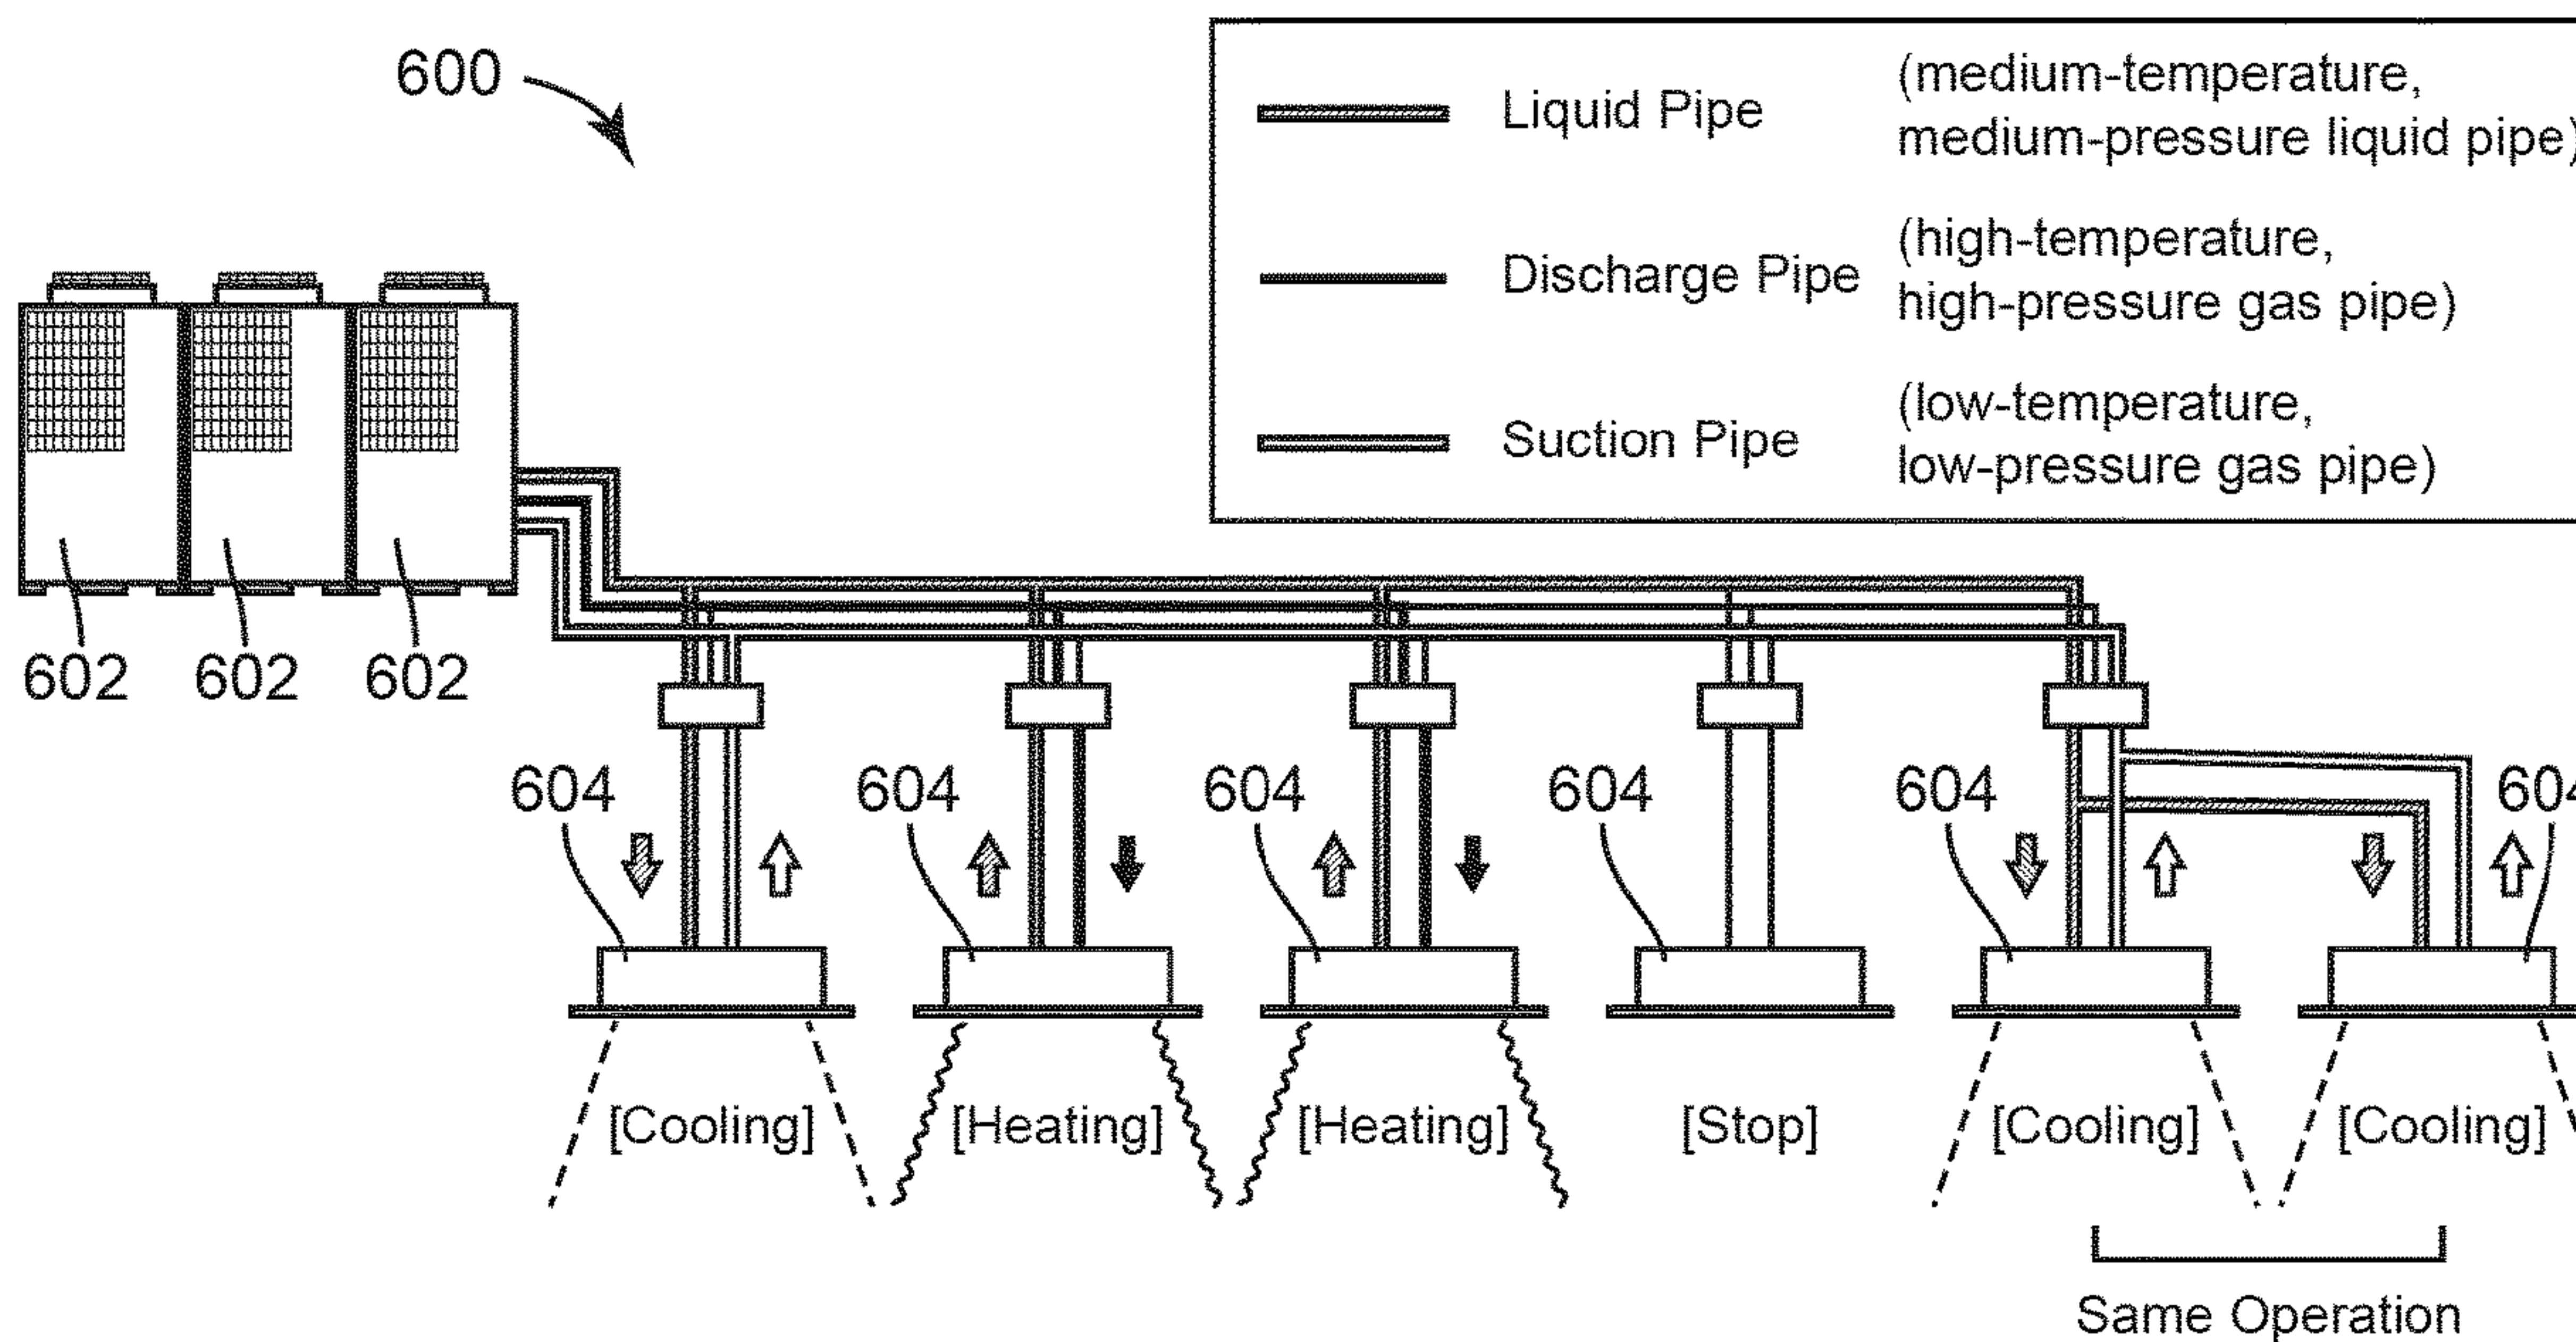 600
Liquid Pipe
(medium-temperature,
medium-pressure liquid pipe)
Discharge Pipe
(high-temperature,
high-pressure gas pipe)
Suction Pipe
(low-temperature,
low-pressure gas pipe)
602 602 602
604 604 604 604 604 604
[Cooling] [Heating] [Heating] [Stop] [Cooling] [Cooling]
Same Operation